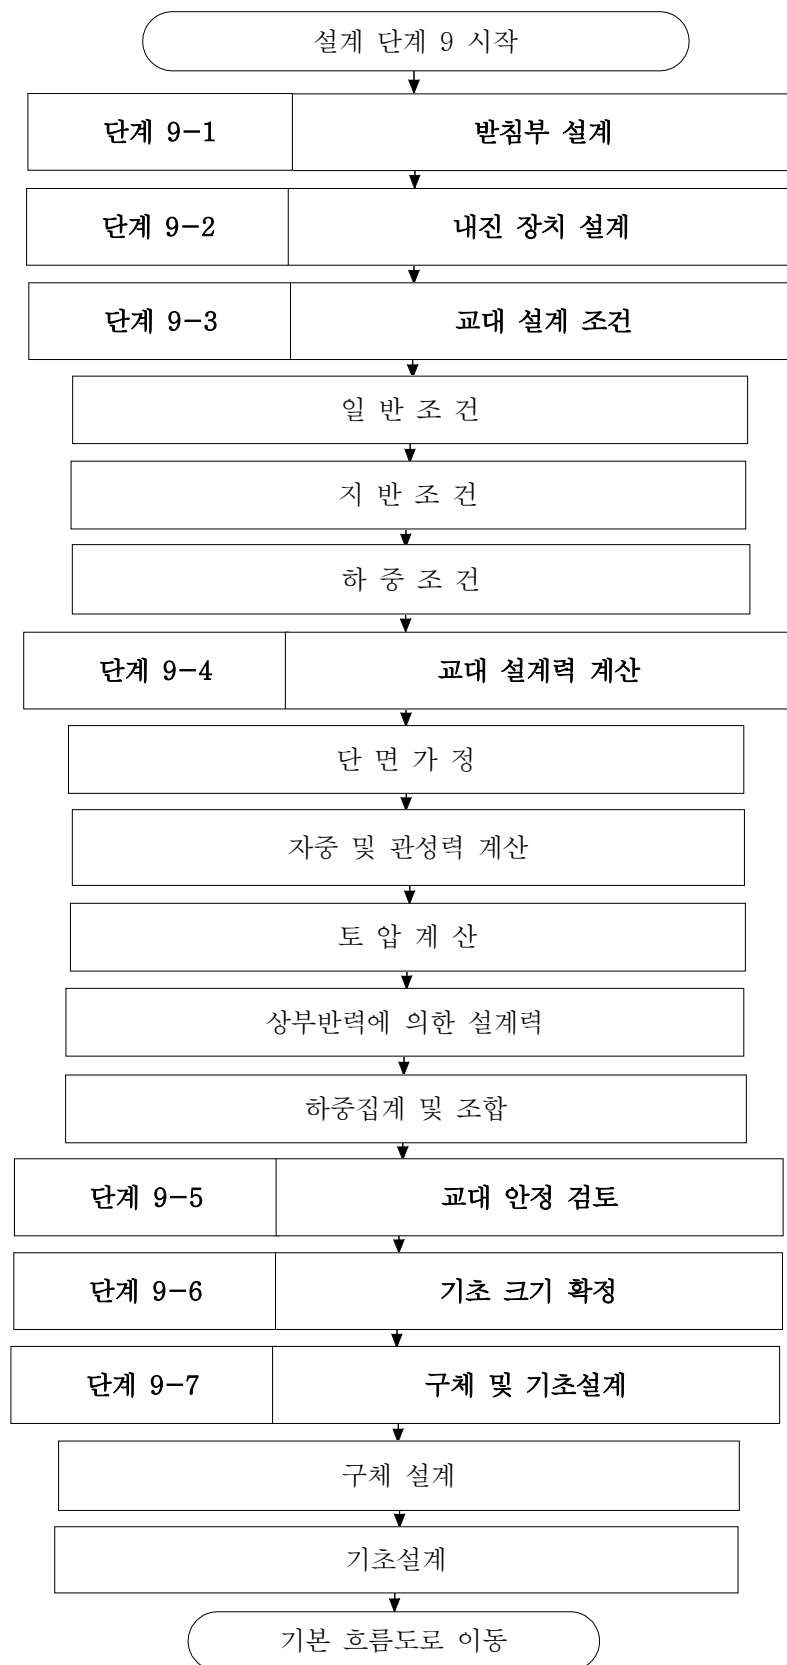 설계 단계 9 시작
단계 9-1 받침부 설계
단계 9-2 내진 장치 설계
단계 9-3 교대 설계 조건
일 반 조 건
지 반 조 건
하 중 조 건
단계 9-4 교대 설계력 계산
단 면 가 정
자중 및 관성력 계산
토 압 계 산
상부반력에 의한 설계력
하중집계 및 조합
단계 9-5 교대 안정 검토
단계 9-6 기초 크기 확정
단계 9-7 구체 및 기초설계
구체 설계
기초설계
기본 흐름도로 이동